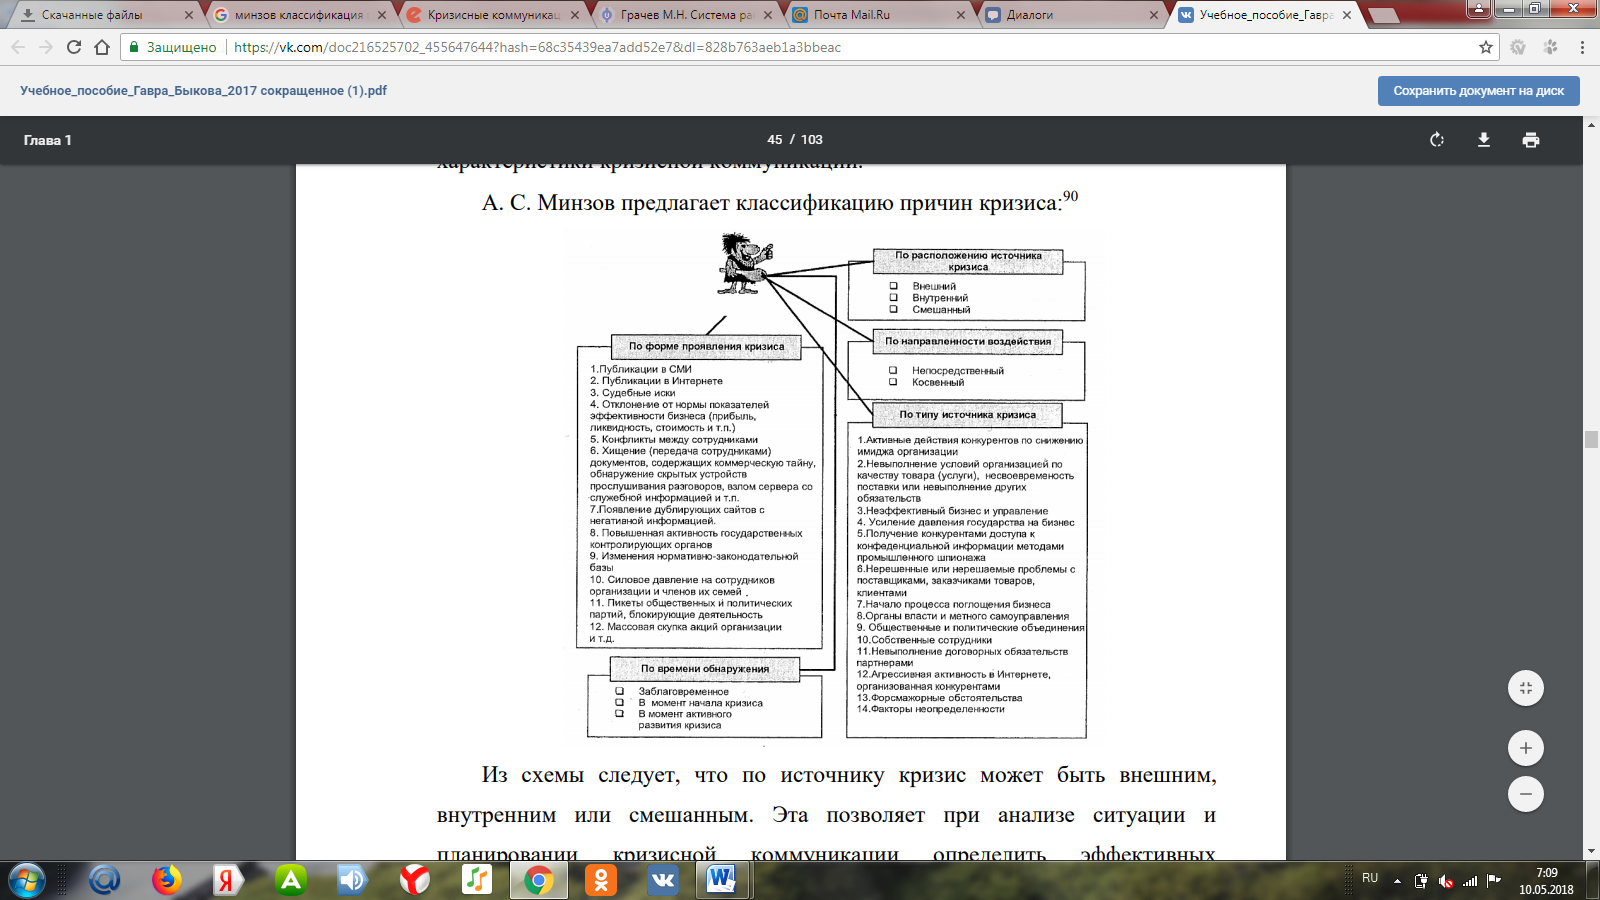 Скачанные файлы
минзов классификация
Кризисные коммуникац
Грачев М.Н. Система ра
Почта Mail.Ru
Диалоги
Учебное_пособие_Гавра
Защищено
https://vk.com/doc216525702_455647644?hash=68c35439ea7add52e7&dl=828b763aeb1a3bbeac
Учебное_пособие_Гавра_Быкова_2017 сокращенное (1).pdf
Сохранить документ на диск
Глава 1
45 / 103
характеристики кризисной коммуникации.
А. С. Минзов предлагает классификацию причин кризиса:90
По расположению источника
кризиса
Внешний
Внутренний
Смешанный
По направленности воздействия
Непосредственный
Косвенный
По форме проявления кризиса
1.Публикации в СМИ
2. Публикации в Интернете
3. Судебные иски
4. Отклонение от нормы показателей
эффективности бизнеса (прибыль,
ликвидность, стоимость и т.п.)
5. Конфликты между сотрудниками
6. Хищение (передача сотрудниками)
документов, содержащих коммерческую тайну,
обнаружение скрытых устройств
прослушивания разговоров, взлом сервера со
служебной информацией и т.п.
7.Появление дублирующих сайтов с
негативной информацией.
8. Повышенная активность государственных
контролирующих органов
9. Изменения нормативно-законодательной
базы
10. Силовое давление на сотрудников
организации и членов их семей .
11. Пикеты общественных и политических
партий, блокирующие деятельность
12. Массовая скупка акций организации
и т.д.
По типу источника кризиса
1.Активные действия конкурентов по снижению
имиджа организации
2.Невыполение условий организацией по
качеству товара (услуги), несвоевременость
поставки или невыполнение других
обязательств
3.Неэффективный бизнес и управление
4. Усиление давления государства на бизнес
5.Получение конкурентами доступа к
конфеденциальной информации методами
промышленного шпионажа
6.Нерешенные или нерешаемые проблемы с
поставщиками, заказчиками товаров,
клиентами
7.Начало процесса поглощения бизнеса
8.Органы власти и метного самоуправления
9. Общественные и политические объединения
10.Собственные сотрудники
11.Невыполнение договорных обязательств
партнерами
12.Агрессивная активность в Интернете,
организованная конкурентами
13.Форсмажорные обстоятельства
14.Факторы неопределенности
По времени обнаружения
Заблаговременное
В момент начала кризиса
В момент активного
развития кризиса
Из схемы следует, что по источнику кризис может быть внешним,
внутренним или смешанным. Эта позволяет при анализе ситуации и
планировании кризисной коммуникации определить эффективных
RU
7:09
10.05.2018